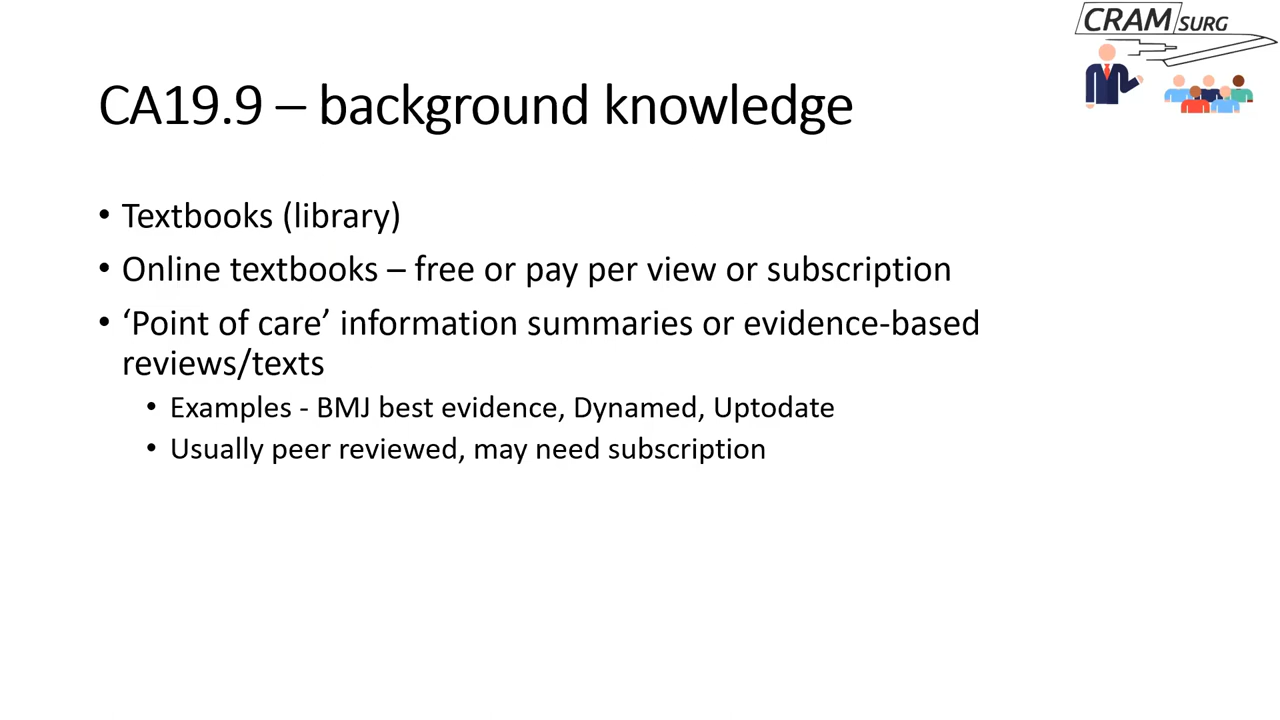 CRAM SURG
CA19.9 – background knowledge
• Textbooks (library)
• Online textbooks – free or pay per view or subscription
• ‘Point of care’ information summaries or evidence-based
reviews/texts
• Examples - BMJ best evidence, Dynamed, Uptodate
• Usually peer reviewed, may need subscription